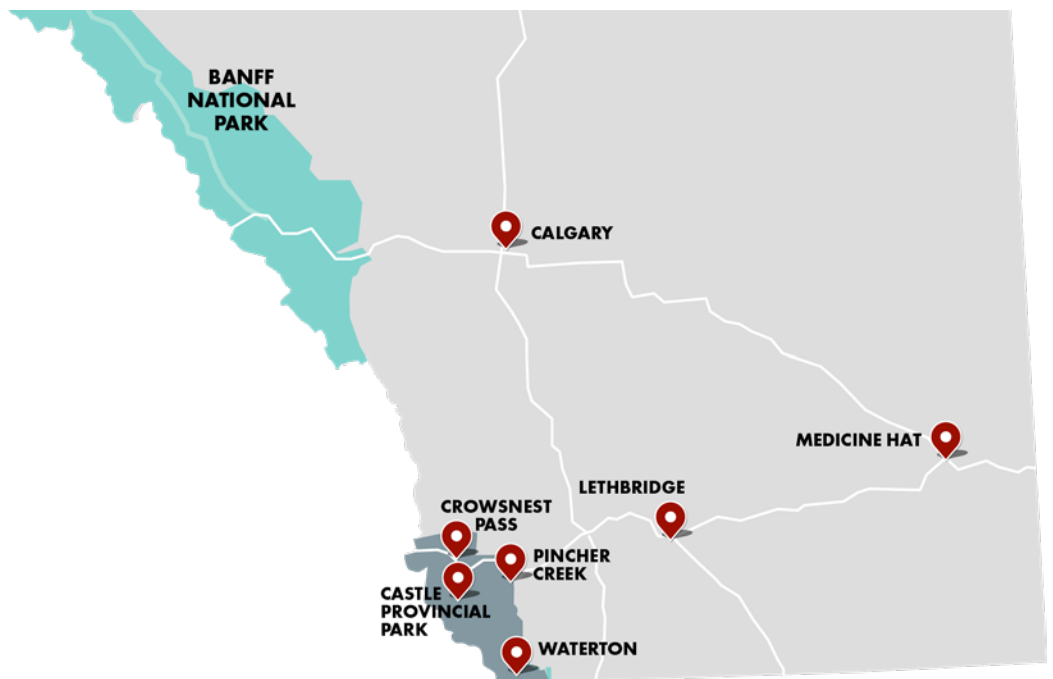 BANFF
NATIONAL
PARK
CALGARY
MEDICINE HAT
LETHBRIDGE
CROWSNEST
PASS
PINCHER
CREEK
CASTLE
PROVINCIAL
PARK
WATERTON